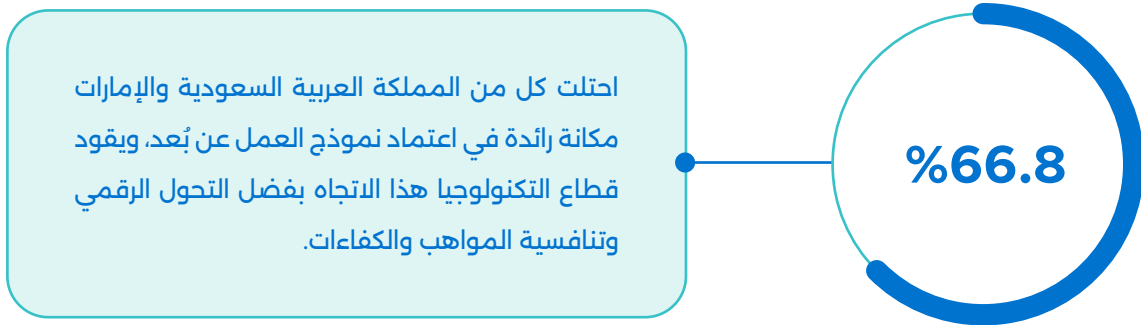 احتلت كل من المملكة العربية السعودية والإمارات
مكانة رائدة في اعتماد نموذج العمل عن بُعد، ويقود
قطاع التكنولوجيا هذا الاتجاه بفضل التحول الرقمي
وتنافسية المواهب والكفاءات.
%66.8